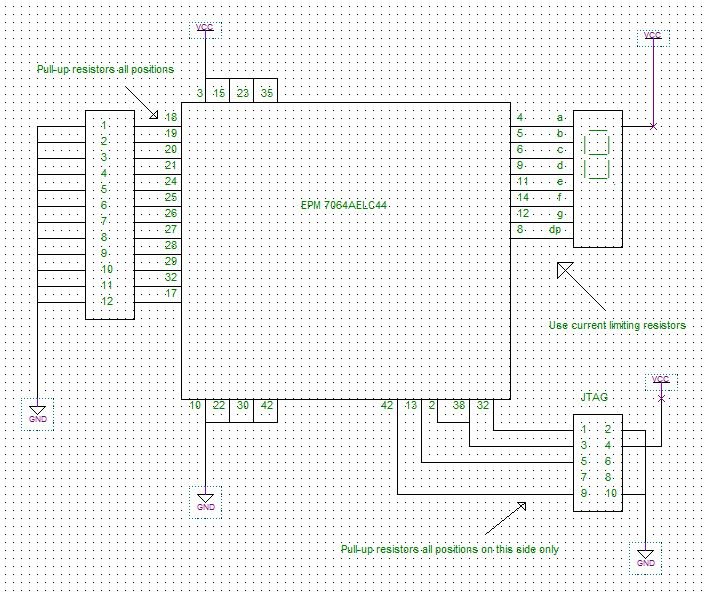 VCC
VCC
Pull-up resistors all positions
3 15 23 35
1 18
2 19
3 20
4 21
5 24
6 25
7 26
8 27
9 28
10 29
11 32
12 17
EPM 7064AELC44
4 a
5 b
6 c
9 d
11 e
14 f
12 g
8 dp
Use current limiting resistors
VCC
JTAG
10 22 30 42
42 13 2 38 32
GND
1 2
3 4
5 6
7 8
9 10
GND
Pull-up resistors all positions on this side only
GND